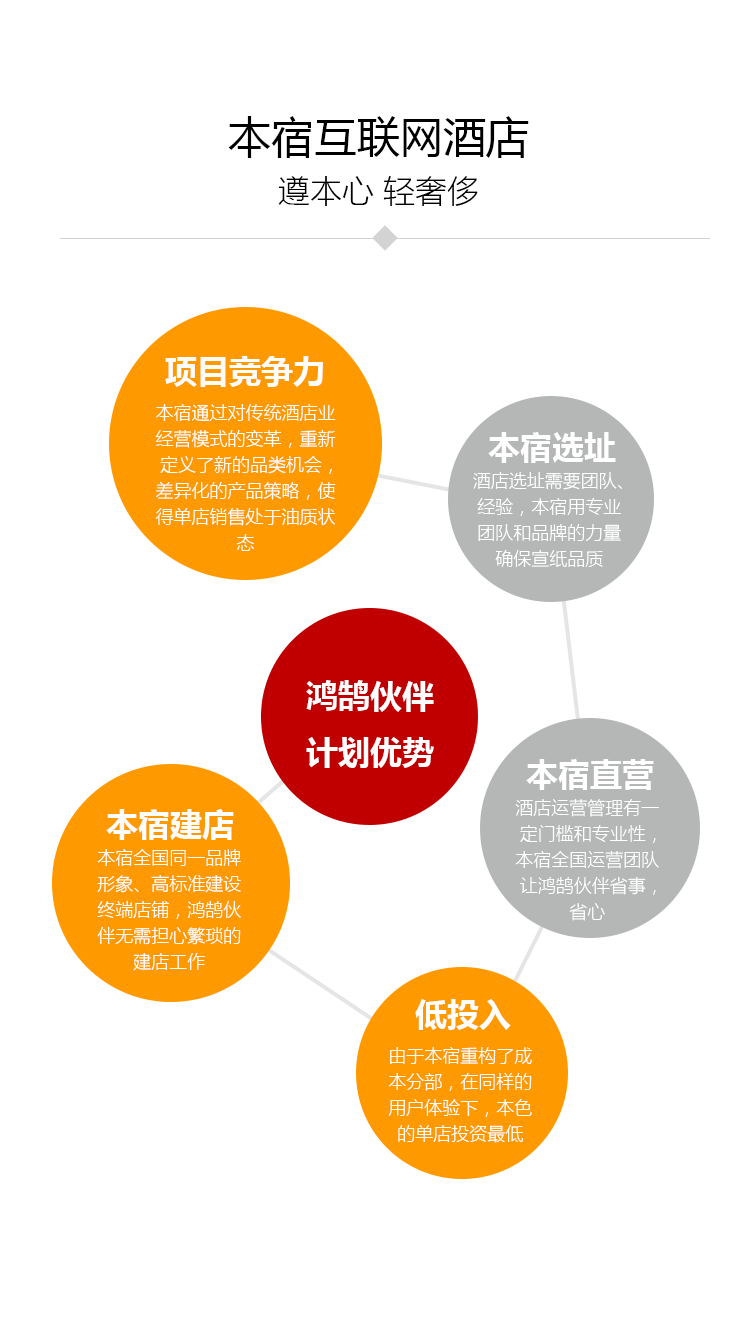 本宿互联网酒店
遵本心 轻奢侈
项目竞争力
本宿通过对传统酒店业
经营模式的变革，重新
定义了新的品类机会，
差异化的产品策略，使
得单店销售处于油质状
态
本宿选址
酒店选址需要团队、
经验，本宿用专业
团队和品牌的力量
确保宣纸品质
鸿鹄伙伴
计划优势
本宿直营
酒店运营管理有一
定门槛和专业性，
本宿全国运营团队
让鸿鹄伙伴省事，
省心
本宿建店
本宿全国同一品牌
形象、高标准建设
终端店铺，鸿鹄伙
伴无需担心繁琐的
建店工作
低投入
由于本宿重构了成
本分部，在同样的
用户体验下，本色
的单店投资最低